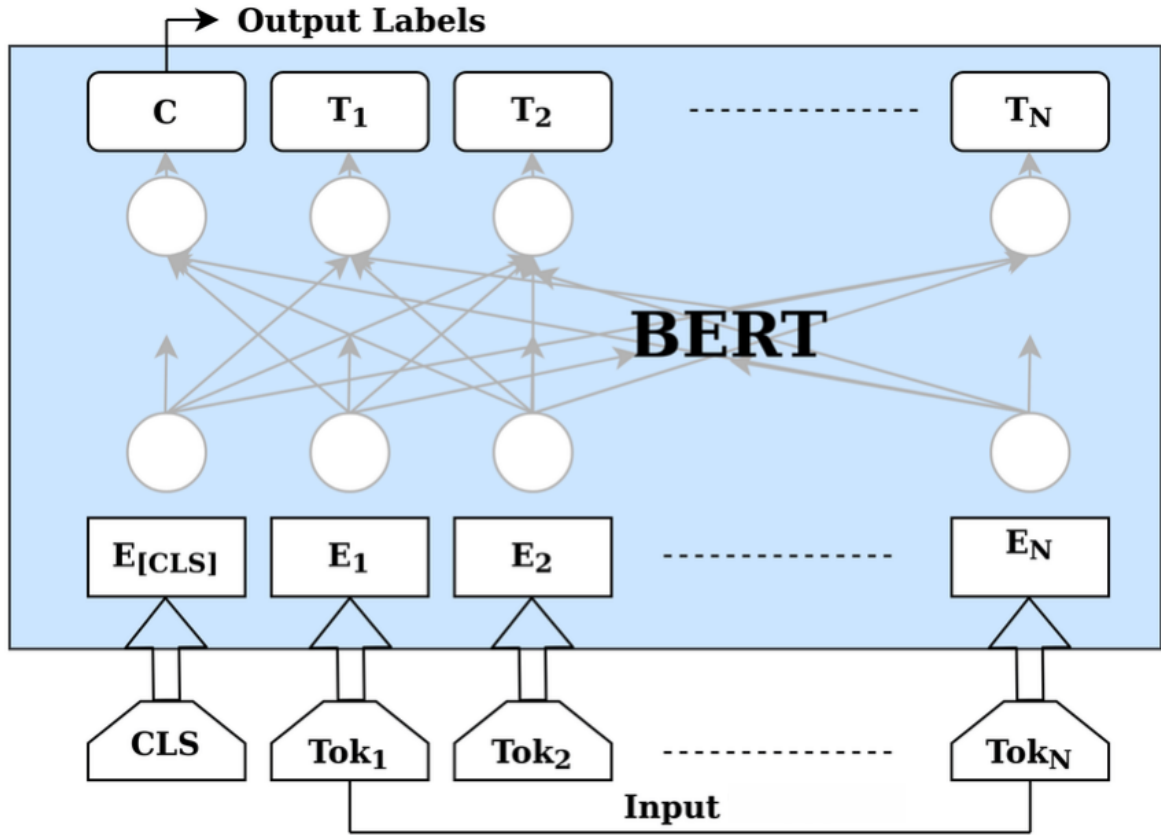 Output Labels
C T1 T2 TN
BERT
E[CLS] E1 E2 EN
CLS Tok1 Tok2 TokN
Input